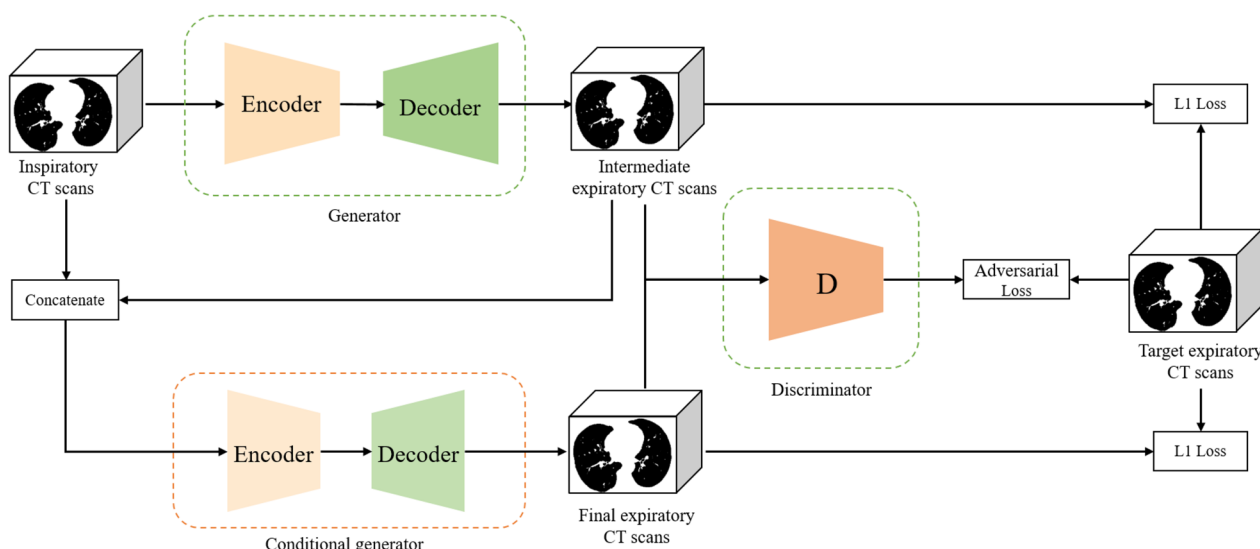 Encoder
Decoder
L1 Loss
Inspiratory
CT scans
Intermediate
expiratory CT scans
Generator
Concatenate
D
Adversarial
Loss
Target expiratory
CT scans
Discriminator
Encoder
Decoder
L1 Loss
Final expiratory
CT scans
Conditional generator